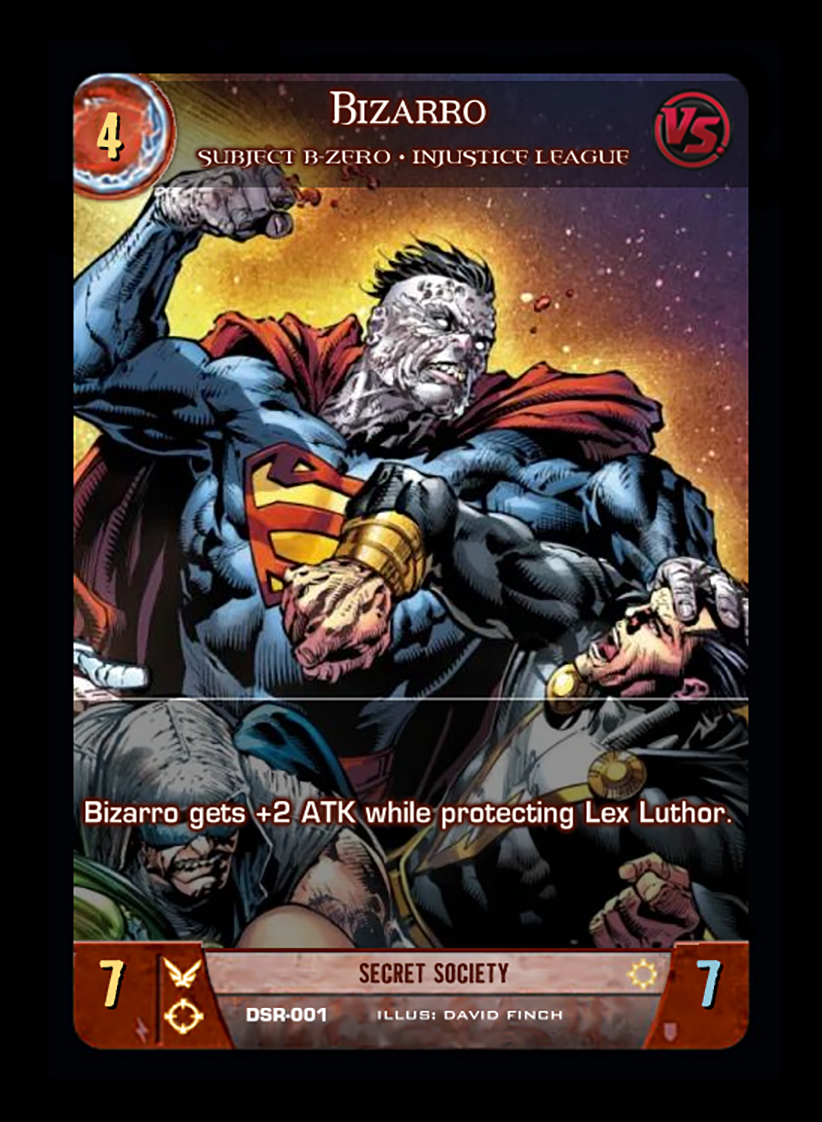 4
Bizarro
VS.
SUBJECT B-ZERO • INJUSTICE LEAGUE
Bizarro gets +2 ATK while protecting Lex Luthor.
7
SECRET SOCIETY
7
DSR-001 ILLUS: DAVID FINCH